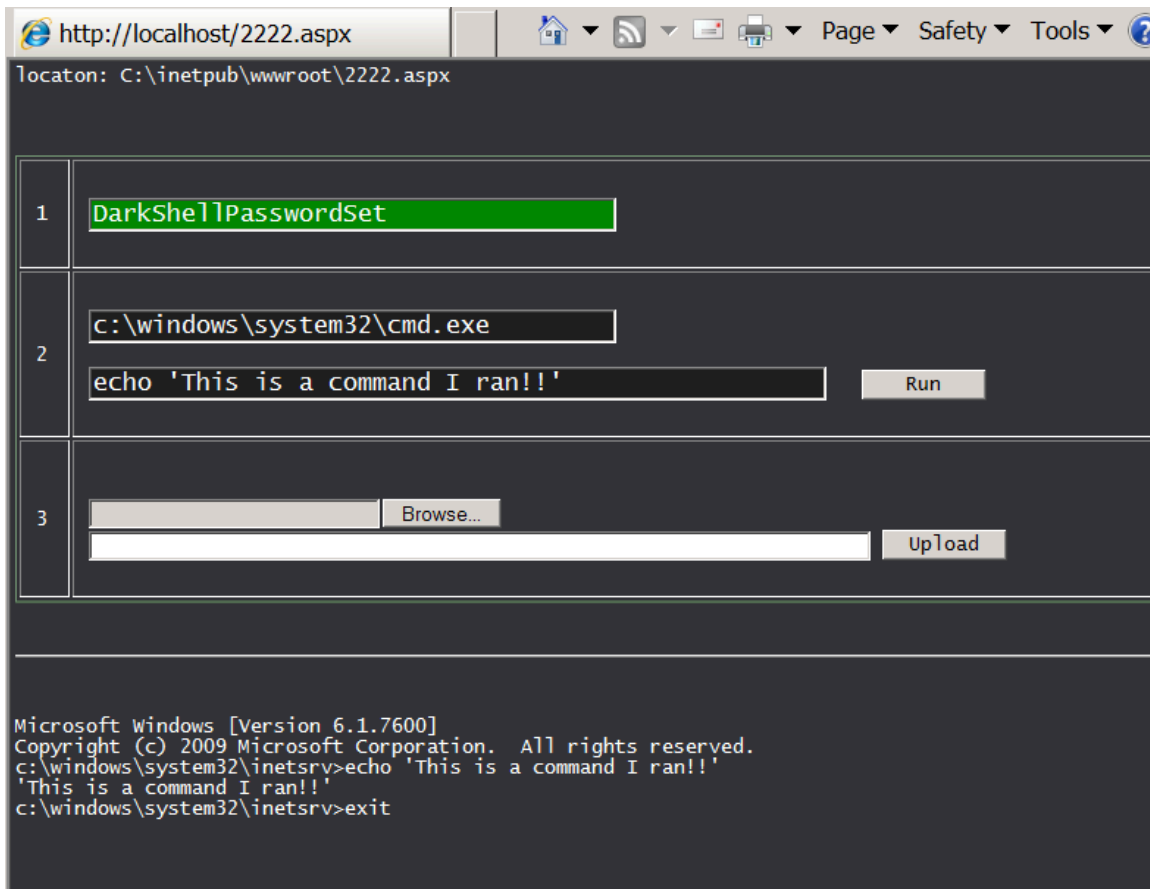 http://localhost/2222.aspx Page Safety Tools ?
locaton: C:\inetpub\wwwroot\2222.aspx
1
DarkShellPasswordSet
2
c:\windows\system32\cmd.exe
echo 'This is a command I ran!!' Run
3
Browse...
Upload
Microsoft Windows [Version 6.1.7600]
Copyright (c) 2009 Microsoft Corporation.  All rights reserved.
c:\windows\system32\inetsrv>echo 'This is a command I ran!!'
'This is a command I ran!!'
c:\windows\system32\inetsrv>exit